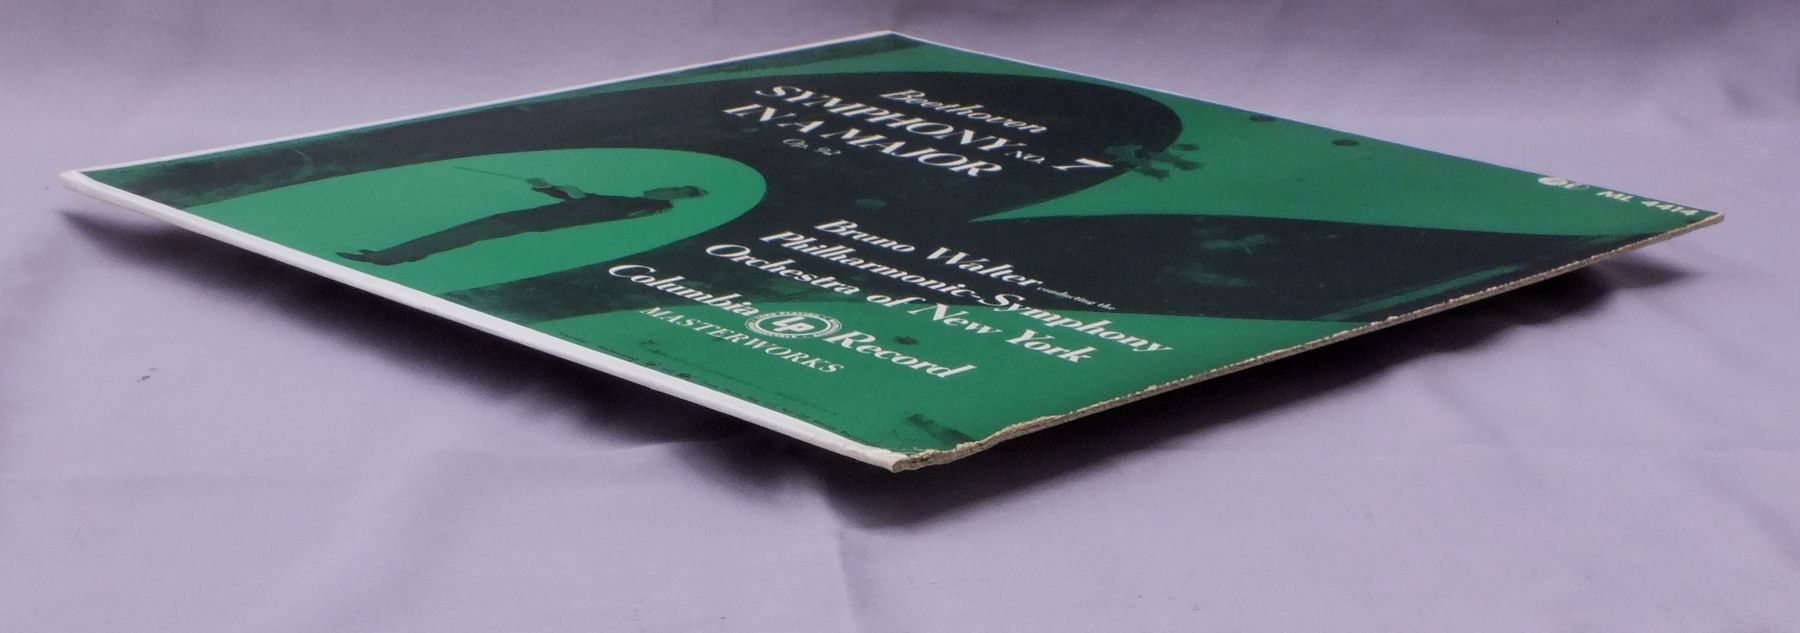 Beethoven
SYMPHONY NO. 7
IN A MAJOR
Op. 92
Bruno Walter conducting the
Philharmonic-Symphony
Orchestra of New York
Columbia LP Record
MASTERWORKS
ML 4414